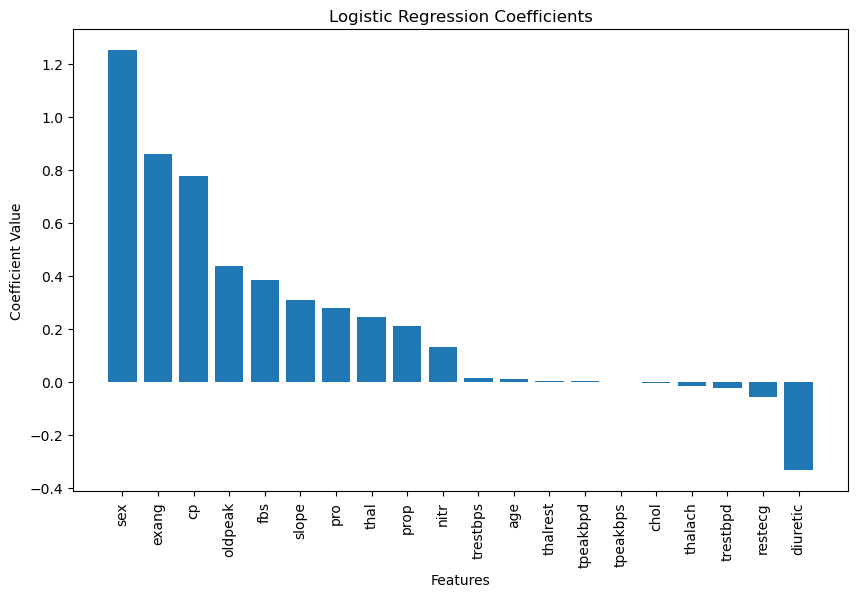 Logistic Regression Coefficients
Coefficient Value
1.2
1.0
0.8
0.6
0.4
0.2
0.0
−0.2
−0.4
sex
exang
cp
oldpeak
fbs
slope
pro
thal
prop
nitr
trestbps
age
thalrest
tpeakbpd
tpeakbps
chol
thalach
trestbpd
restecg
diuretic
Features